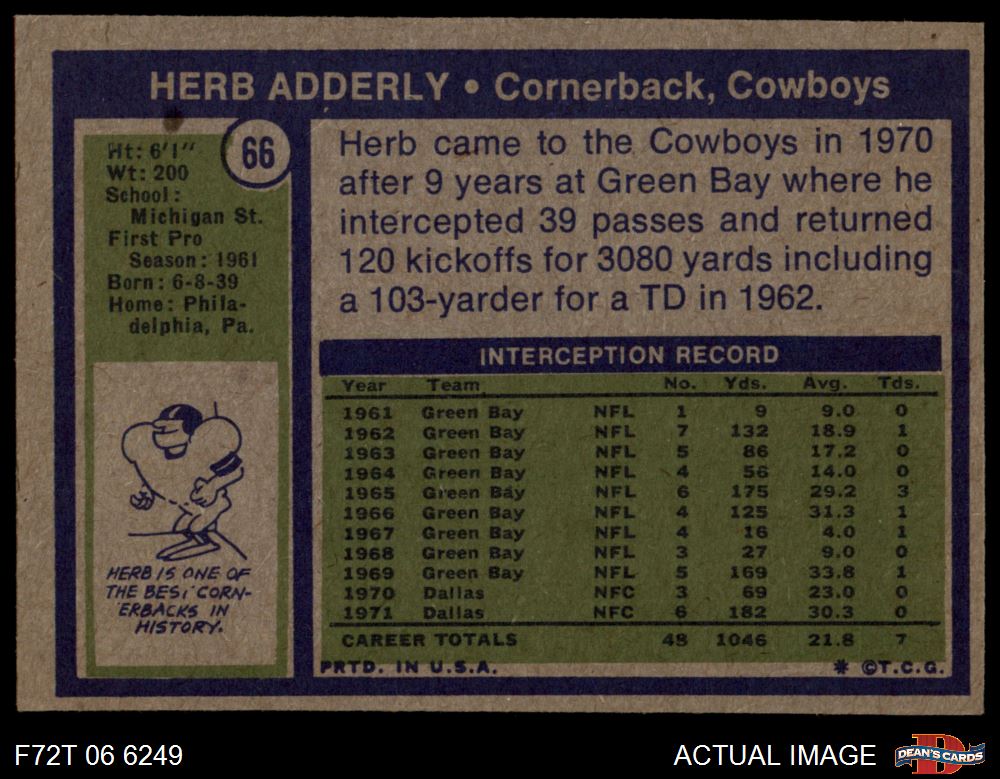 HERB ADDERLY • Cornerback, Cowboys
66
Ht: 6'1"
Wt: 200
School:
Michigan St.
First Pro
Season: 1961
Born: 6-8-39
Home: Phila-
delphia, Pa.
HERB IS ONE OF
THE BEST CORN-
ERBACKS IN
HISTORY.
Herb came to the Cowboys in 1970
after 9 years at Green Bay where he
intercepted 39 passes and returned
120 kickoffs for 3080 yards including
a 103-yarder for a TD in 1962.
INTERCEPTION RECORD
Year Team No. Yds. Avg. Tds.
1961 Green Bay NFL 1 9 9.0 0
1962 Green Bay NFL 7 132 18.9 1
1963 Green Bay NFL 5 86 17.2 0
1964 Green Bay NFL 4 56 14.0 0
1965 Green Bay NFL 6 175 29.2 3
1966 Green Bay NFL 4 125 31.3 1
1967 Green Bay NFL 4 16 4.0 1
1968 Green Bay NFL 3 27 9.0 0
1969 Green Bay NFL 5 169 33.8 1
1970 Dallas NFC 3 69 23.0 0
1971 Dallas NFC 6 182 30.3 0
CAREER TOTALS 48 1046 21.8 7
PRTD. IN U.S.A. * ©T.C.G.
F72T 06 6249 ACTUAL IMAGE DEAN'S CARDS